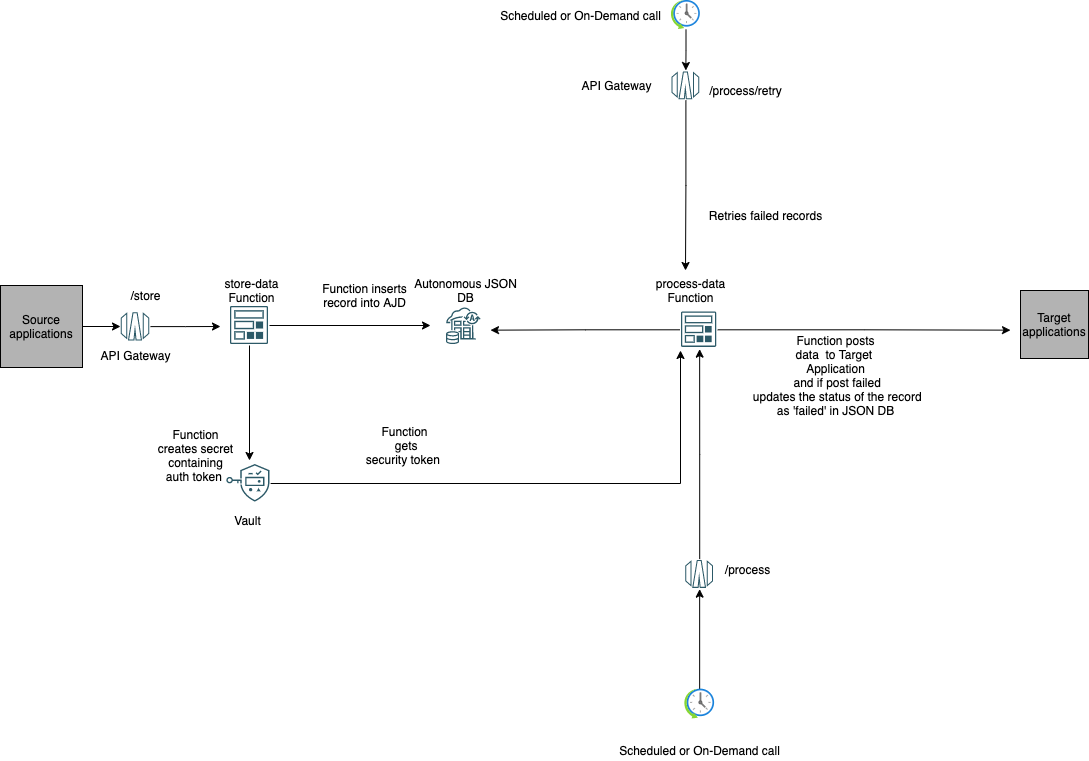 Scheduled or On-Demand call
API Gateway
/process/retry
Retries failed records
Source
applications
/store
API Gateway
store-data
Function
Function inserts
record into AJD
Autonomous JSON
DB
process-data
Function
Target
applications
Function posts
data to Target
Application
and if post failed
updates the status of the record
as 'failed' in JSON DB
Function
creates secret
containing
auth token
Vault
Function
gets
security token
/process
Scheduled or On-Demand call